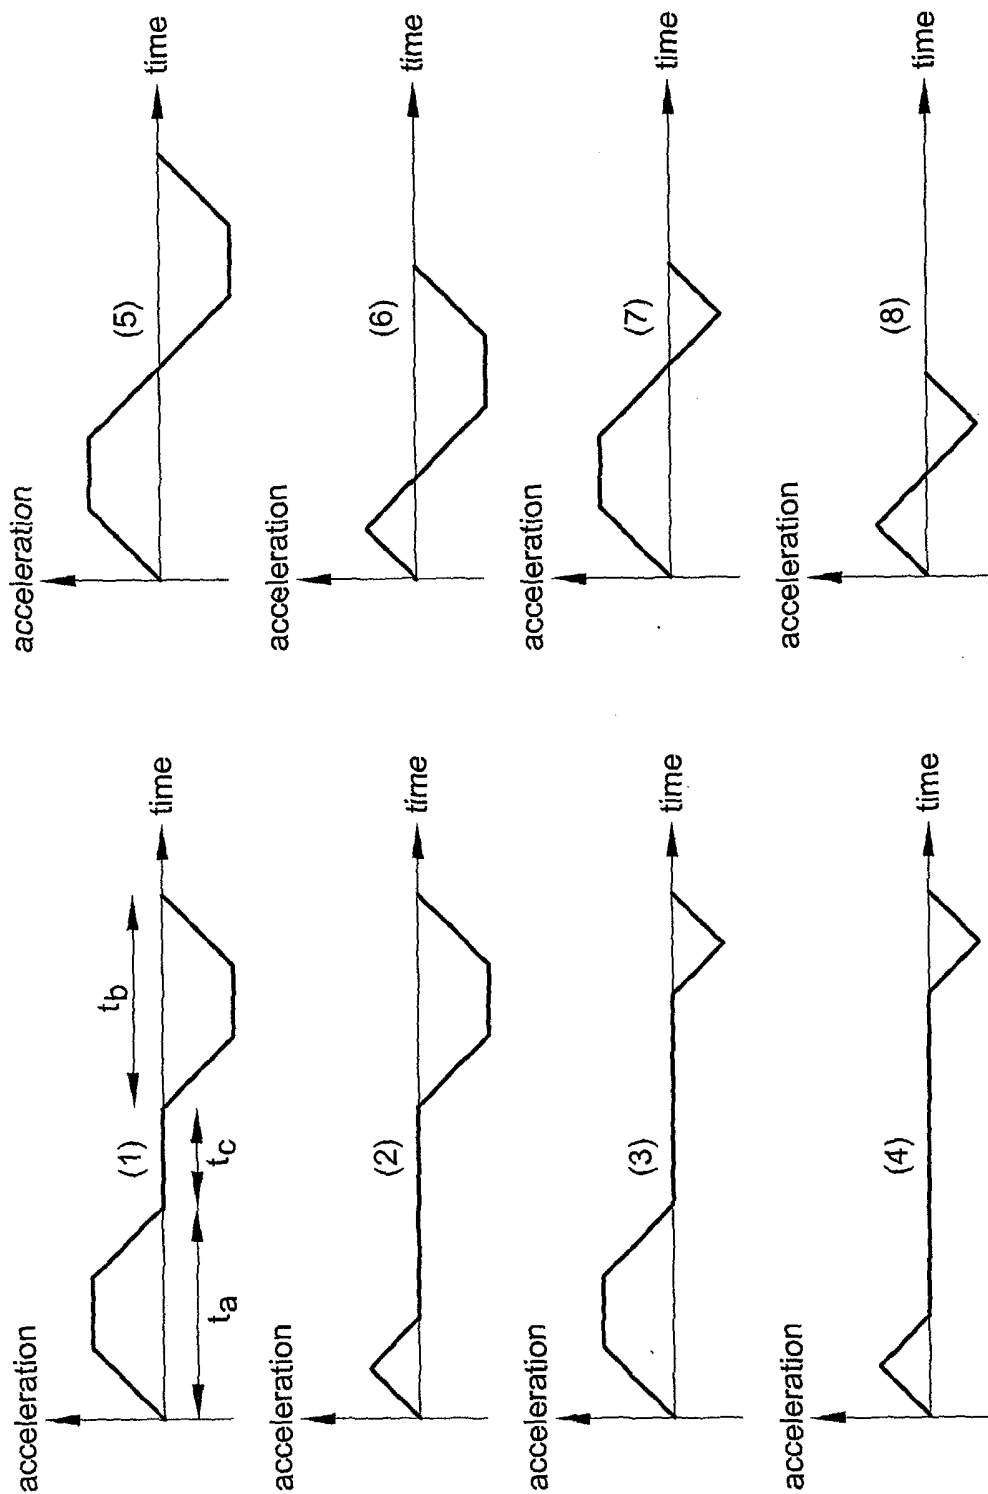 acceleration
t_b
(1)
time
t_a
t_c
acceleration
(2)
time
acceleration
(3)
time
acceleration
(4)
time
acceleration
(5)
time
acceleration
(6)
time
acceleration
(7)
time
acceleration
(8)
time